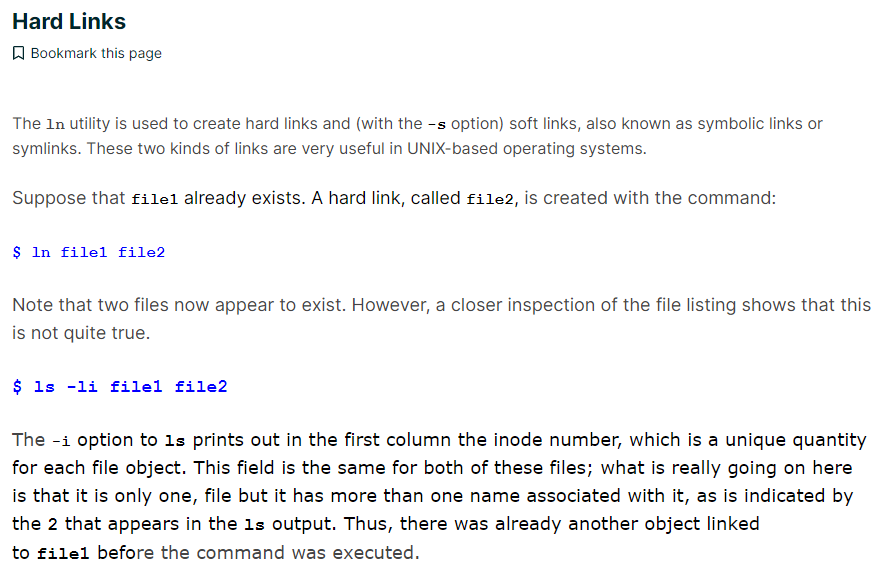 Hard Links
Bookmark this page
The ln utility is used to create hard links and (with the -s option) soft links, also known as symbolic links or
symlinks. These two kinds of links are very useful in UNIX-based operating systems.
Suppose that file1 already exists. A hard link, called file2, is created with the command:
$ ln file1 file2
Note that two files now appear to exist. However, a closer inspection of the file listing shows that this
is not quite true.
$ ls -li file1 file2
The -i option to ls prints out in the first column the inode number, which is a unique quantity
for each file object. This field is the same for both of these files; what is really going on here
is that it is only one, file but it has more than one name associated with it, as is indicated by
the 2 that appears in the ls output. Thus, there was already another object linked
to file1 before the command was executed.